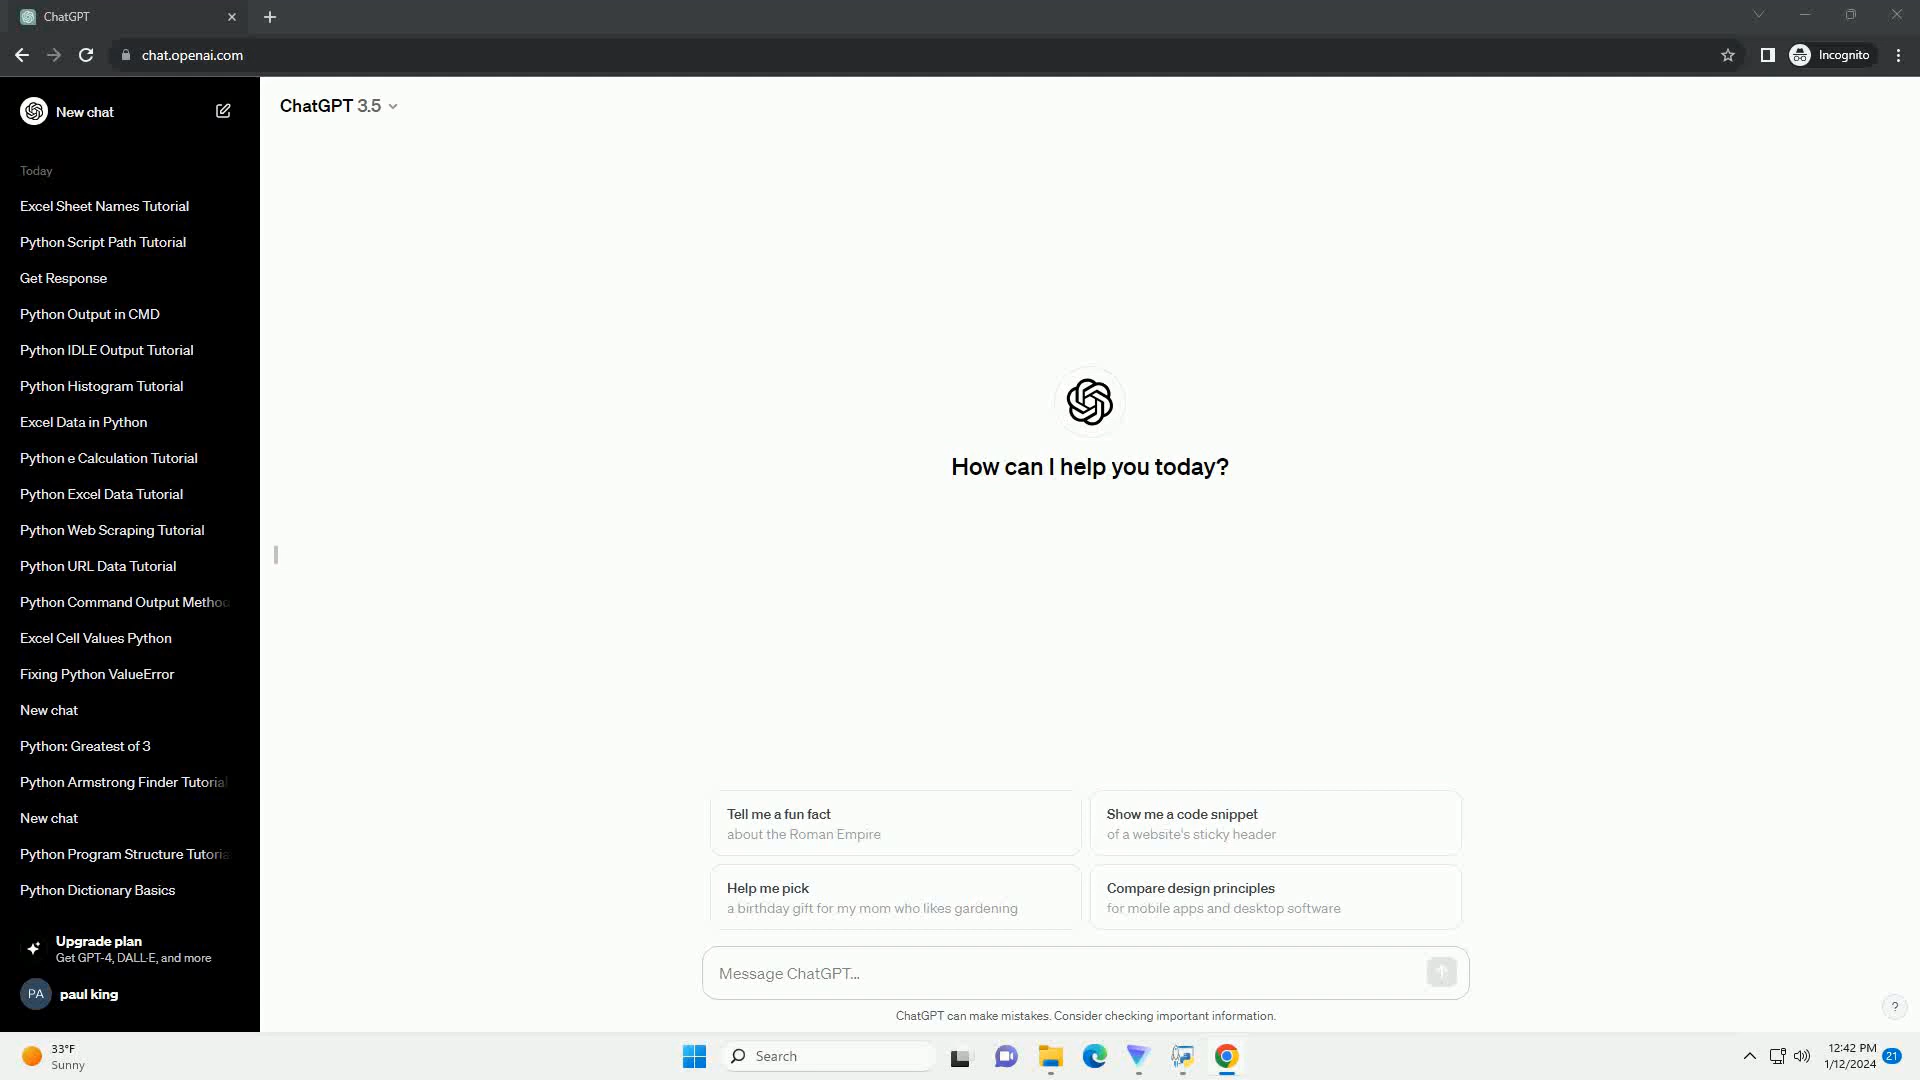 ChatGPT
chat.openai.com
Incognito
New chat
ChatGPT 3.5
Today
Excel Sheet Names Tutorial
Python Script Path Tutorial
Get Response
Python Output in CMD
Python IDLE Output Tutorial
Python Histogram Tutorial
Excel Data in Python
Python e Calculation Tutorial
Python Excel Data Tutorial
Python Web Scraping Tutorial
Python URL Data Tutorial
Python Command Output Metho
Excel Cell Values Python
Fixing Python ValueError
New chat
Python: Greatest of 3
Python Armstrong Finder Tutorial
New chat
Python Program Structure Tutoria
Python Dictionary Basics
Upgrade plan
Get GPT-4, DALL·E, and more
PA
paul king
How can I help you today?
Tell me a fun fact
about the Roman Empire
Show me a code snippet
of a website's sticky header
Help me pick
a birthday gift for my mom who likes gardening
Compare design principles
for mobile apps and desktop software
Message ChatGPT...
ChatGPT can make mistakes. Consider checking important information.
?
33°F
Sunny
Search
12:42 PM
1/12/2024
21